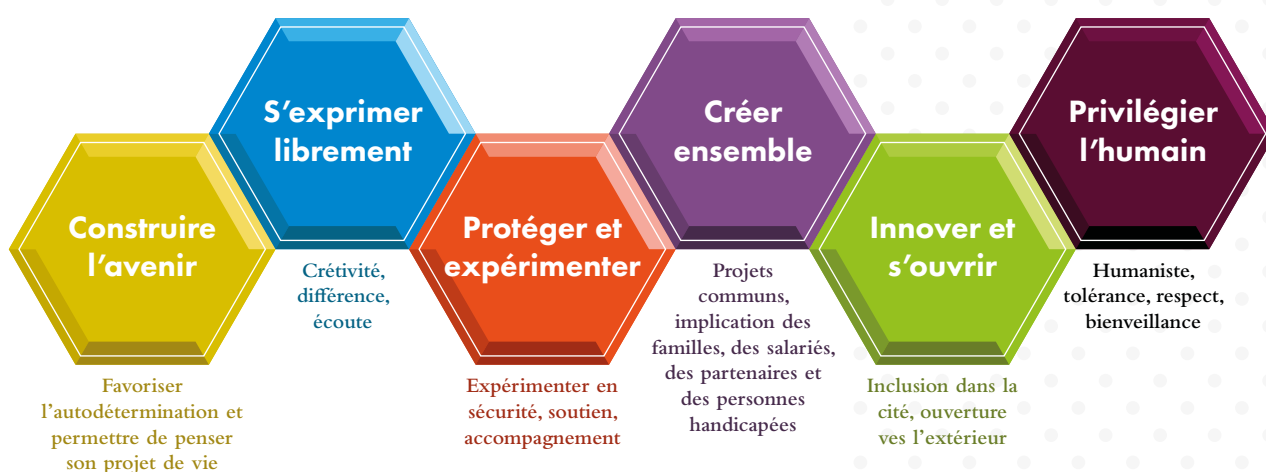 Construire
l'avenir
Favoriser
l'autodétermination et
permettre de penser
son projet de vie
S'exprimer
librement
Crétivité,
différence,
écoute
Protéger et
expérimenter
Expérimenter en
sécurité, soutien,
accompagnement
Créer
ensemble
Projets
communs,
implication des
familles, des salariés,
des partenaires et
des personnes
handicapées
Innover et
s'ouvrir
Inclusion dans la
cité, ouverture
ves l'extérieur
Privilégier
l'humain
Humaniste,
tolérance, respect,
bienveillance